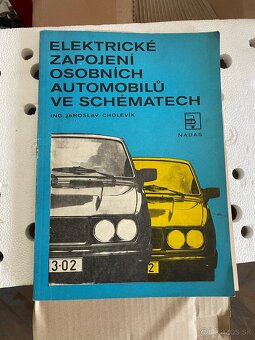 ELEKTRICKÉ
ZAPOJENÍ
OSOBNÍCH
AUTOMOBILŮ
VE SCHÉMATECH
ING. JAROSLAV CHOLEVÍK
NADAS
3·02
2